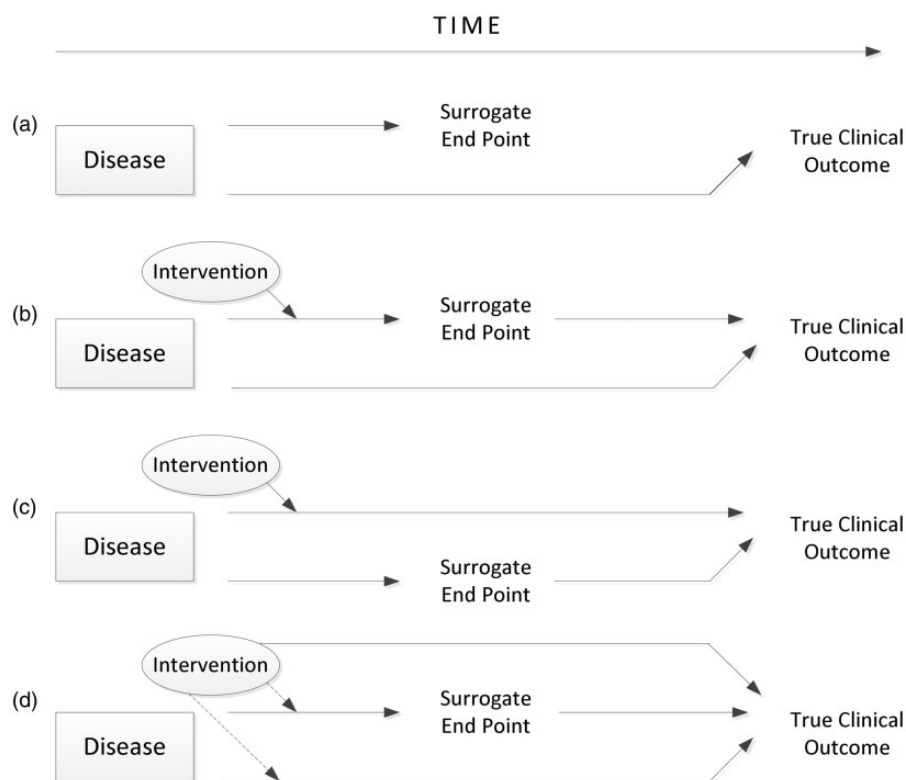 TIME
(a)
Disease
Surrogate
End Point
True Clinical
Outcome
Intervention
(b)
Disease
Surrogate
End Point
True Clinical
Outcome
Intervention
(c)
Disease
Surrogate
End Point
True Clinical
Outcome
Intervention
(d)
Disease
Surrogate
End Point
True Clinical
Outcome